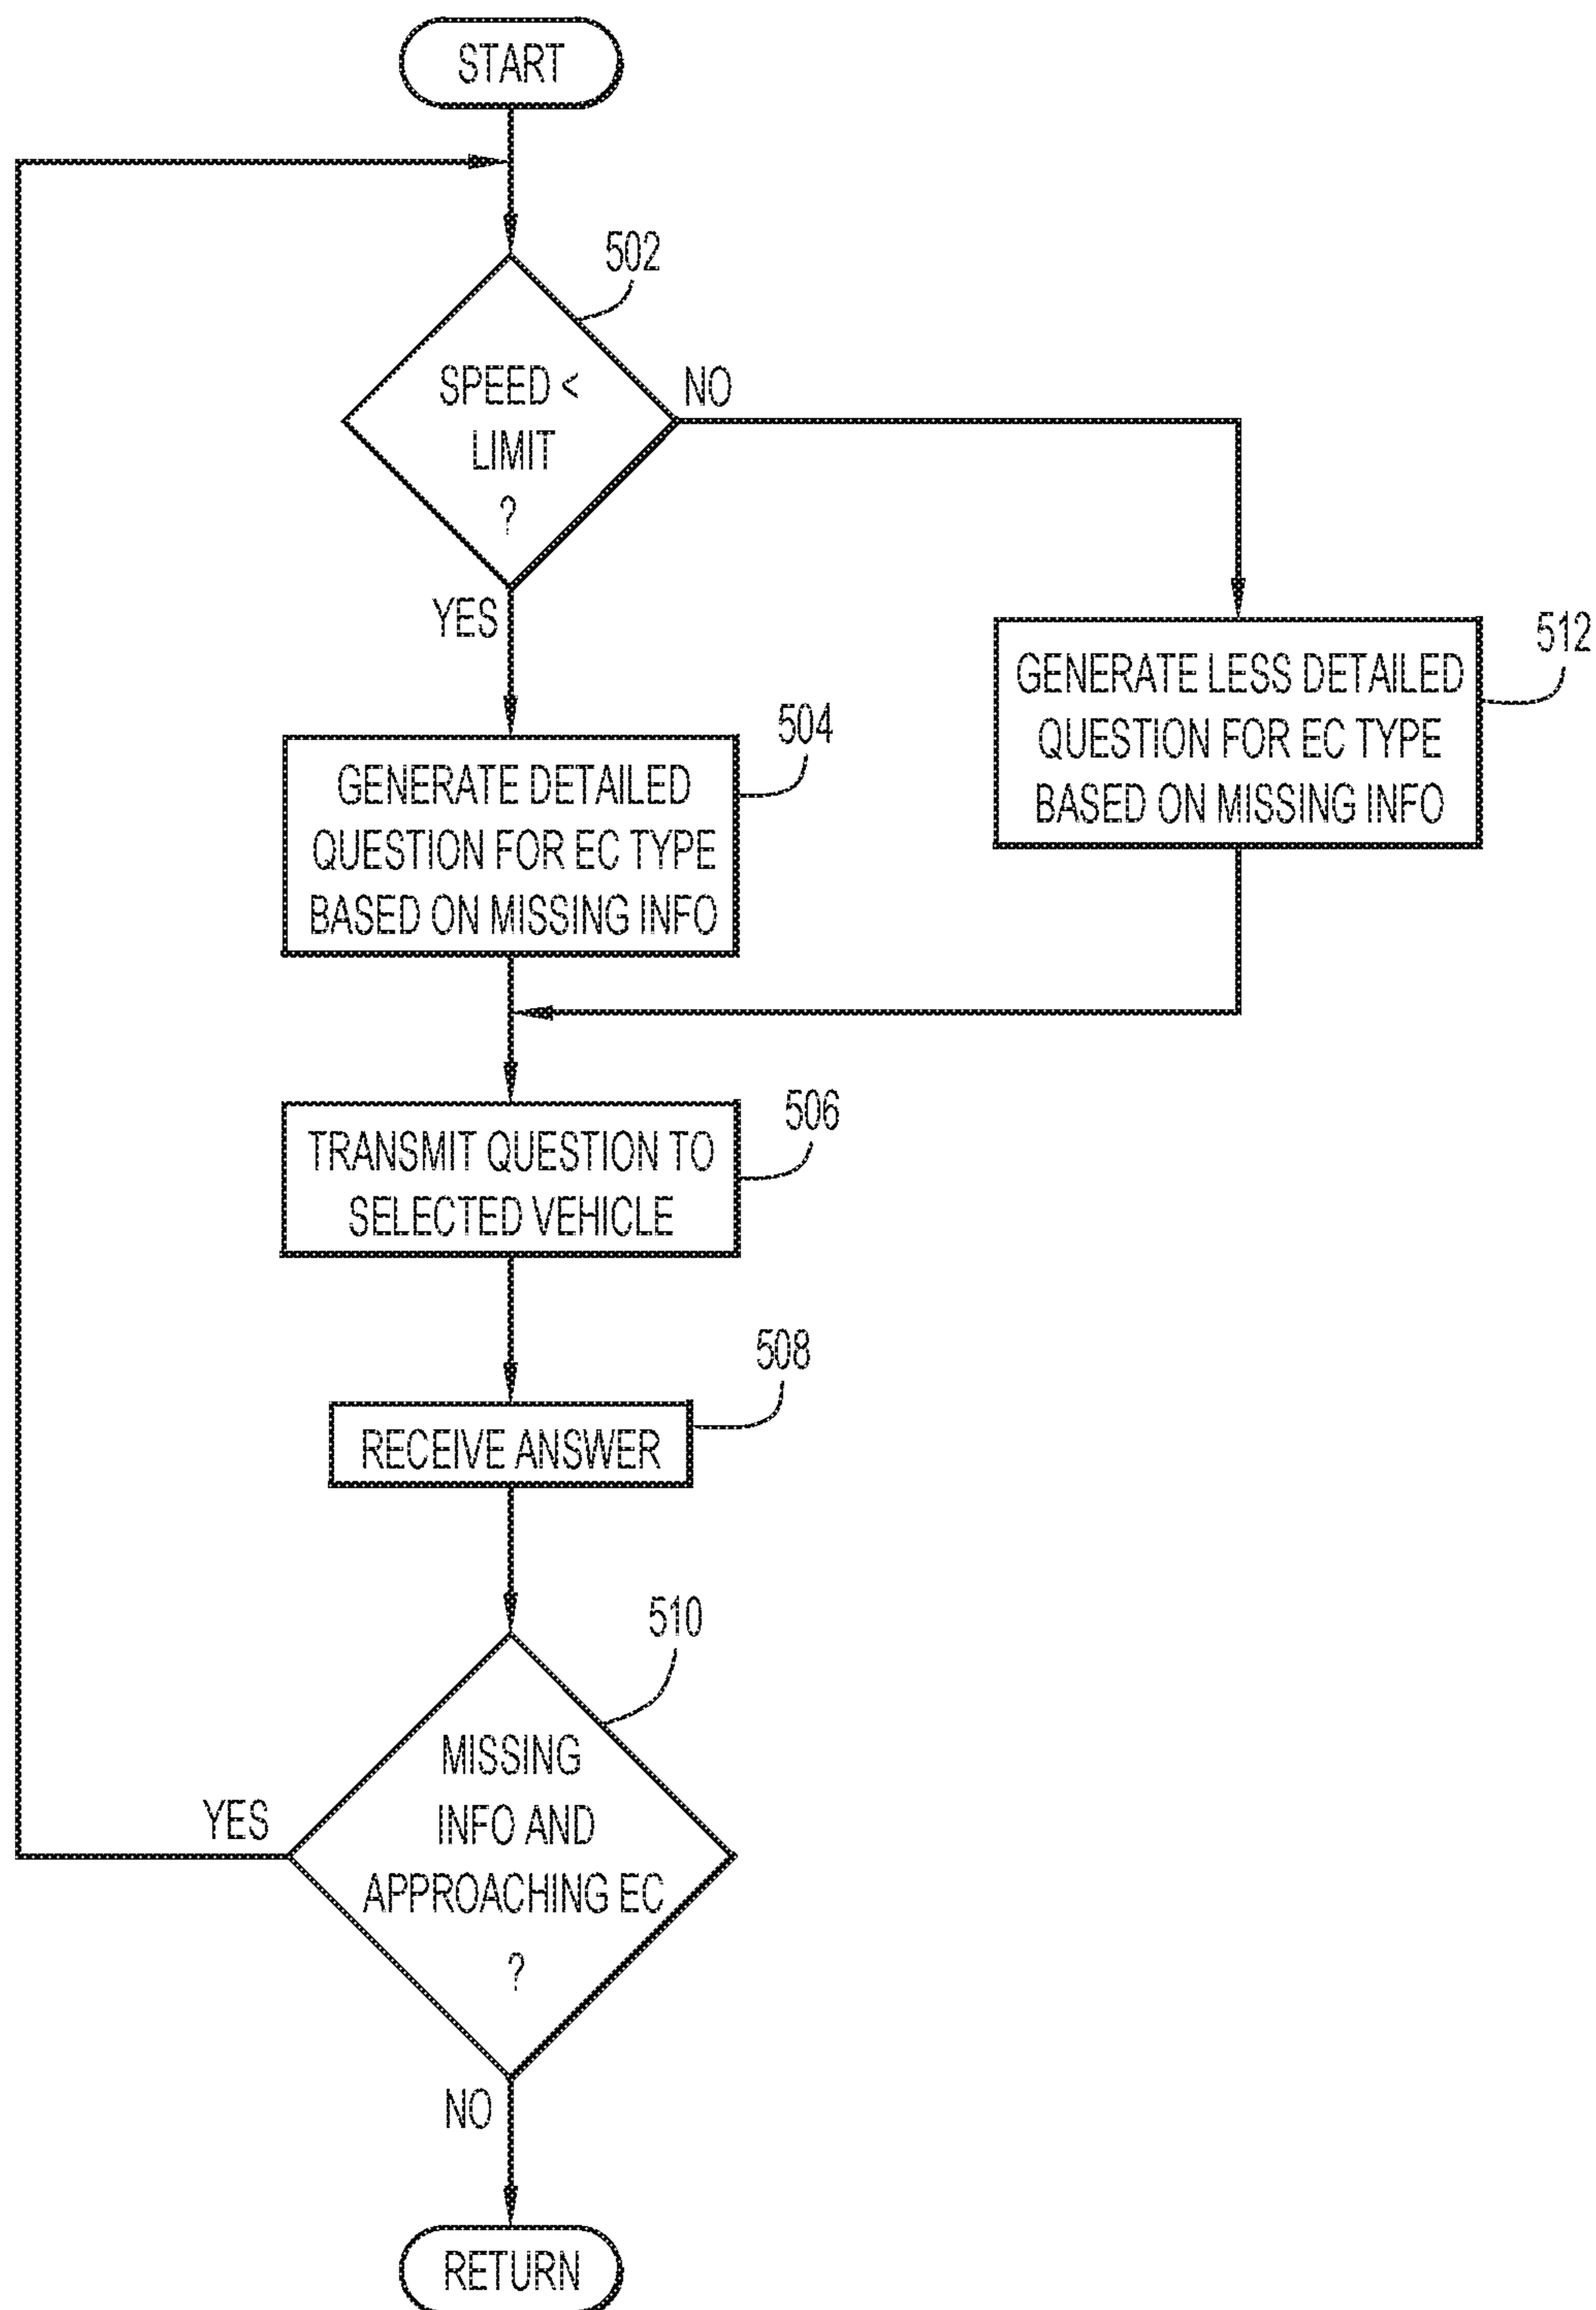 START
502
SPEED <
LIMIT
?
NO
YES
512
GENERATE LESS DETAILED
QUESTION FOR EC TYPE
BASED ON MISSING INFO
504
GENERATE DETAILED
QUESTION FOR EC TYPE
BASED ON MISSING INFO
506
TRANSMIT QUESTION TO
SELECTED VEHICLE
508
RECEIVE ANSWER
510
MISSING
INFO AND
APPROACHING EC
?
YES
NO
RETURN